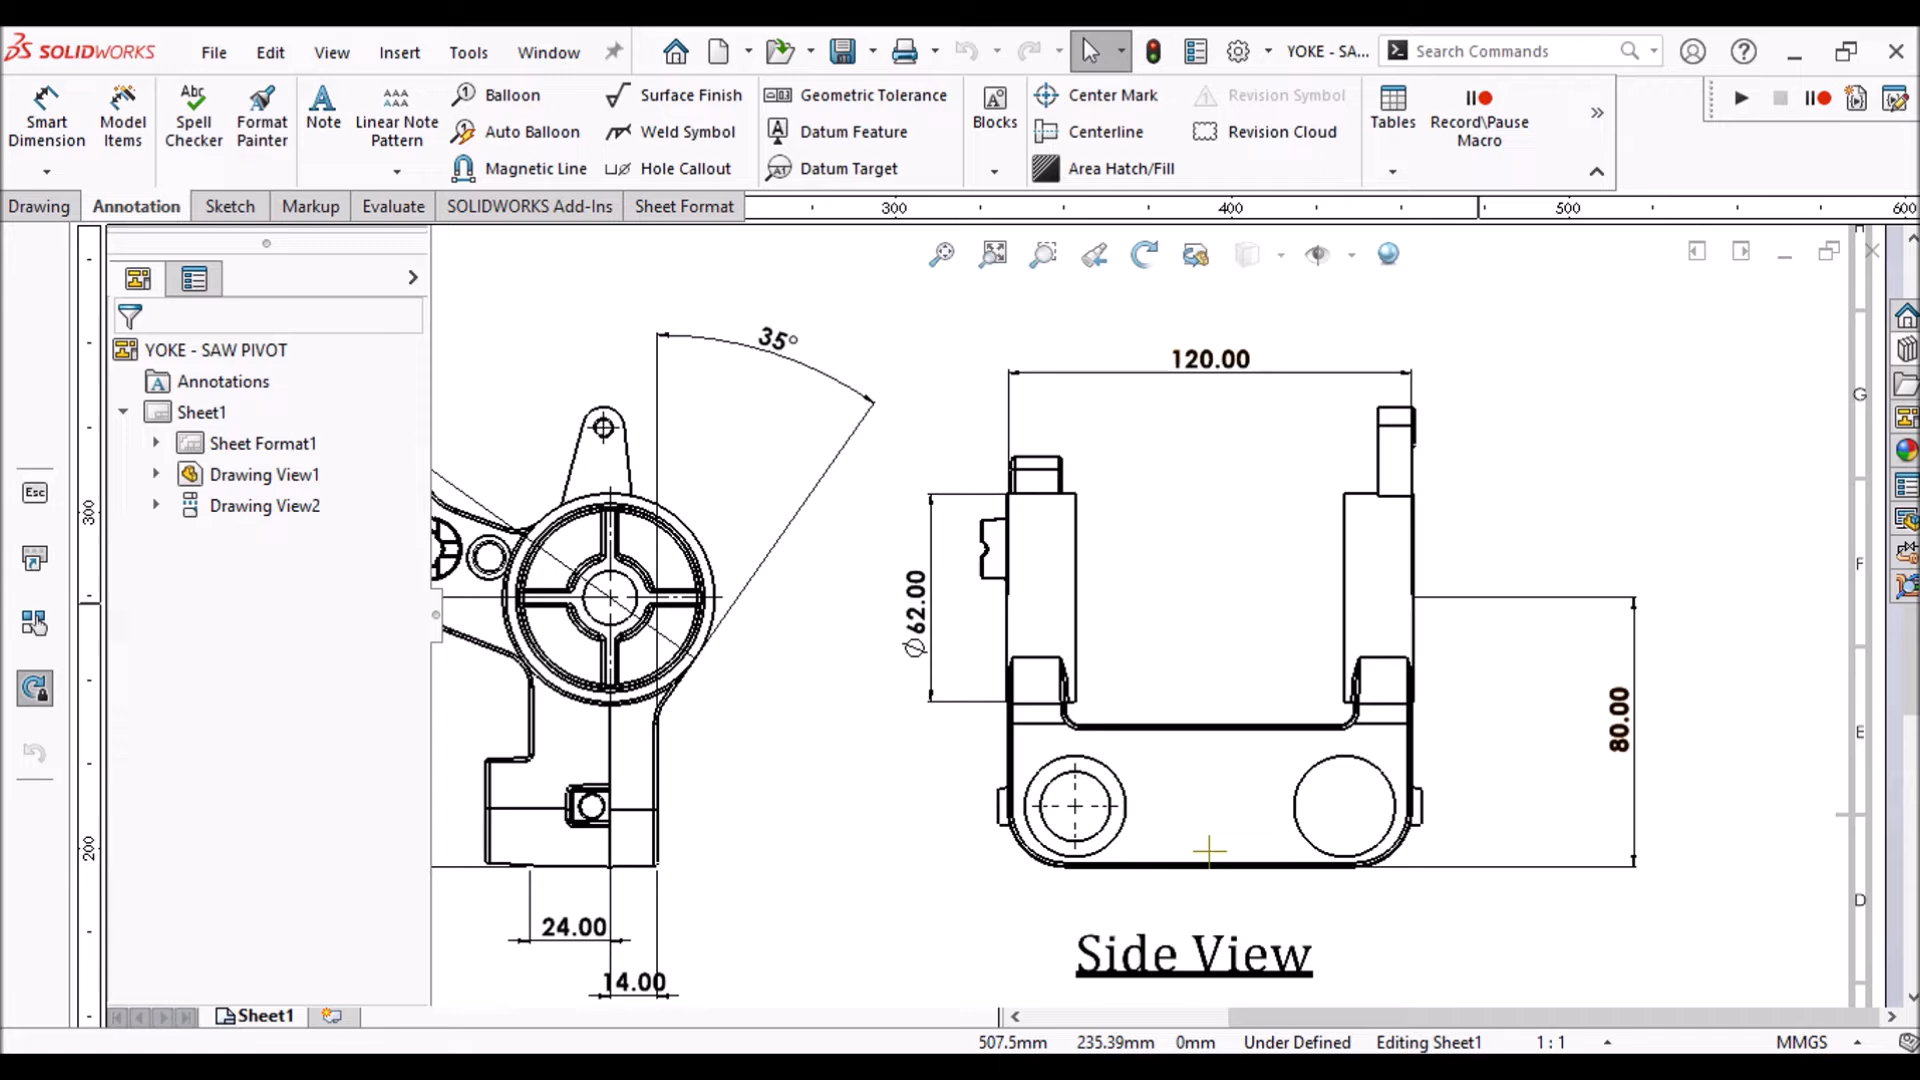 SOLIDWORKS File Edit View Insert Tools Window YOKE - SA... Search Commands
Smart Dimension
Model Items
Abc
Spell Checker
Format Painter
Note
Linear Note Pattern
Balloon
Auto Balloon
Magnetic Line
Surface Finish
Weld Symbol
Hole Callout
Geometric Tolerance
Datum Feature
Datum Target
Blocks
Center Mark
Centerline
Area Hatch/Fill
Revision Symbol
Revision Cloud
Tables
Record\Pause Macro
Drawing Annotation Sketch Markup Evaluate SOLIDWORKS Add-Ins Sheet Format
300 400 500 600
YOKE - SAW PIVOT
Annotations
Sheet1
Sheet Format1
Drawing View1
Drawing View2
Esc
300
200
35°
120.00
Ø62.00
80.00
24.00
14.00
Side View
G
F
E
D
Sheet1
507.5mm 235.39mm 0mm Under Defined Editing Sheet1 1 : 1 MMGS